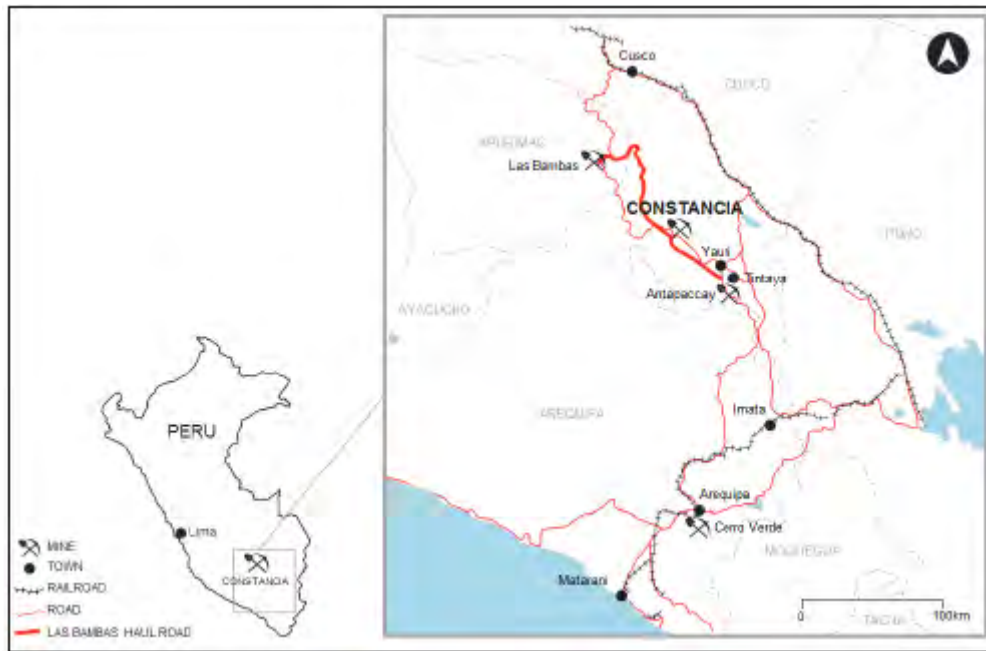 Cusco
CUSCO
APURIMAC
Las Bambas
CONSTANCIA
PUNO
Yauri
Tintaya
Antapaccay
AYACUCHO
AREQUIPA
Imata
Arequipa
Cerro Verde
MOQUEGUA
Matarani
0 100km
TACNA
PERU
Lima
CONSTANCIA
MINE
TOWN
RAILROAD
ROAD
LAS BAMBAS HAUL ROAD